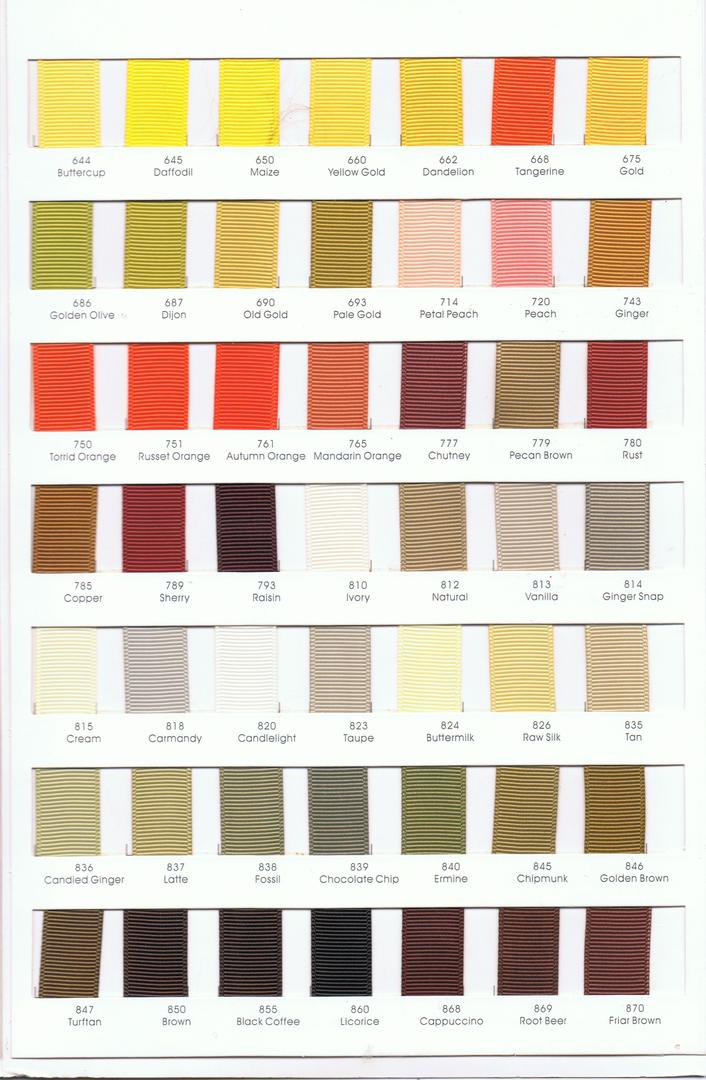 644 645 650 660 662 668 675
Buttercup Daffodil Maize Yellow Gold Dandelion Tangerine Gold
686 687 690 693 714 720 743
Golden Olive Dijon Old Gold Pale Gold Petal Peach Peach Ginger
750 751 761 765 777 779 780
Torrid Orange Russet Orange Autumn Orange Mandarin Orange Chutney Pecan Brown Rust
785 789 793 810 812 813 814
Copper Sherry Raisin Ivory Natural Vanilla Ginger Snap
815 818 820 823 824 826 835
Cream Carmandy Candlelight Taupe Buttermilk Raw Silk Tan
836 837 838 839 840 845 846
Candied Ginger Latte Fossil Chocolate Chip Ermine Chipmunk Golden Brown
847 850 855 860 868 869 870
Turftan Brown Black Coffee Licorice Cappuccino Root Beer Friar Brown